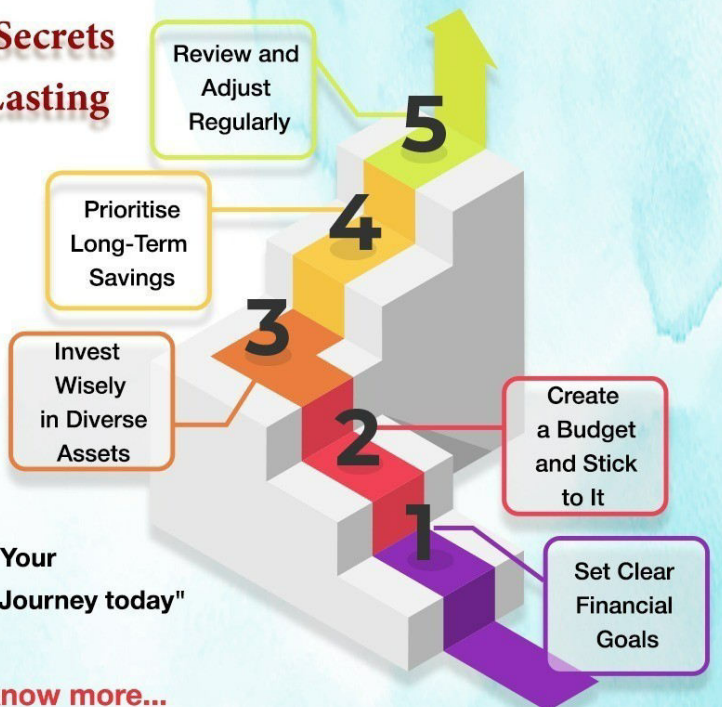 Secrets
Lasting
Review and
Adjust
Regularly
5
Prioritise
Long-Term
Savings
4
Invest
Wisely
in Diverse
Assets
3
Create
a Budget
and Stick
to It
2
Set Clear
Financial
Goals
1
Your
Journey today"
now more...